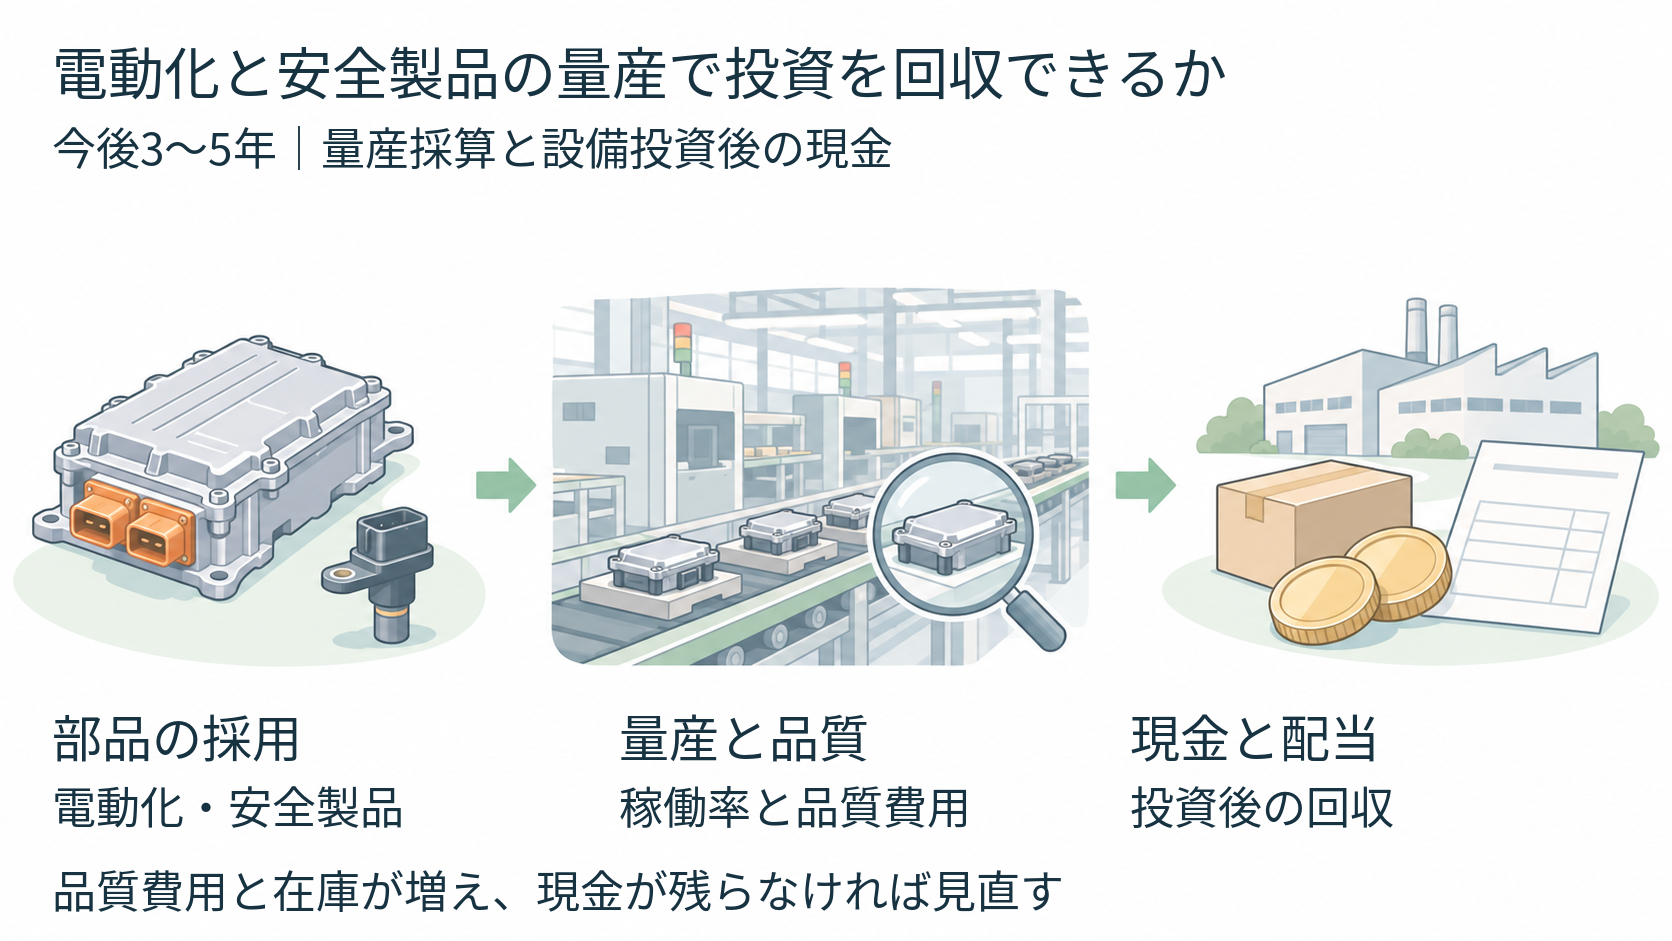 電動化と安全製品の量産で投資を回収できるか
今後3〜5年｜量産採算と設備投資後の現金
部品の採用
電動化・安全製品
量産と品質
稼働率と品質費用
現金と配当
投資後の回収
品質費用と在庫が増え、現金が残らなければ見直す